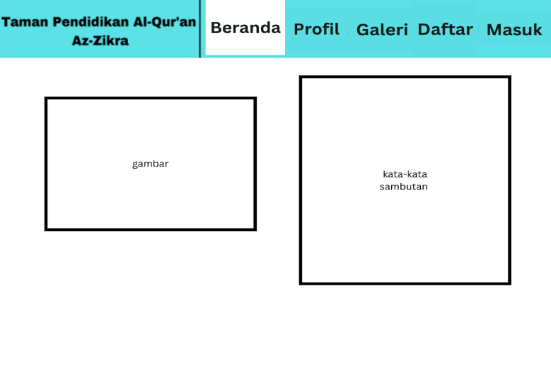 Taman Pendidikan Al-Qur'an
Az-Zikra
Beranda
Profil
Galeri
Daftar
Masuk
gambar
kata-kata
sambutan